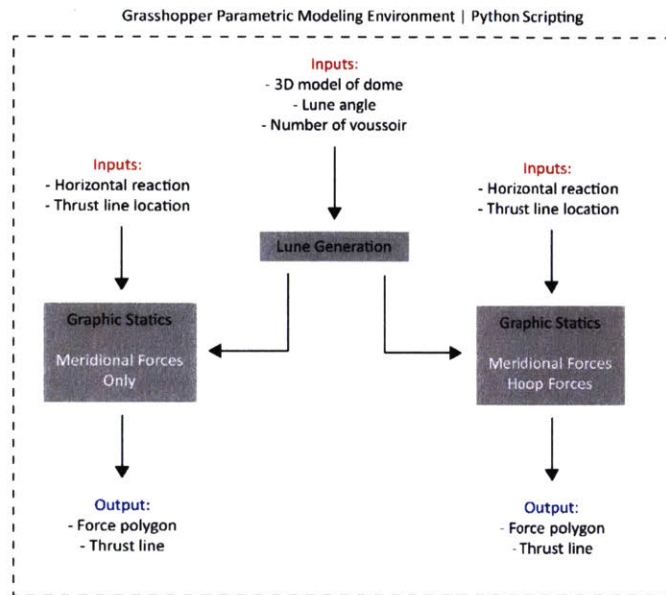 Grasshopper Parametric Modeling Environment | Python Scripting
Inputs:
- 3D model of dome
- Lune angle
- Number of voussoir
Inputs:
- Horizontal reaction
- Thrust line location
Inputs:
- Horizontal reaction
- Thrust line location
Lune Generation
Graphic Statics
Meridional Forces
Only
Graphic Statics
Meridional Forces
Hoop Forces
Output:
- Force polygon
- Thrust line
Output:
- Force polygon
- Thrust line